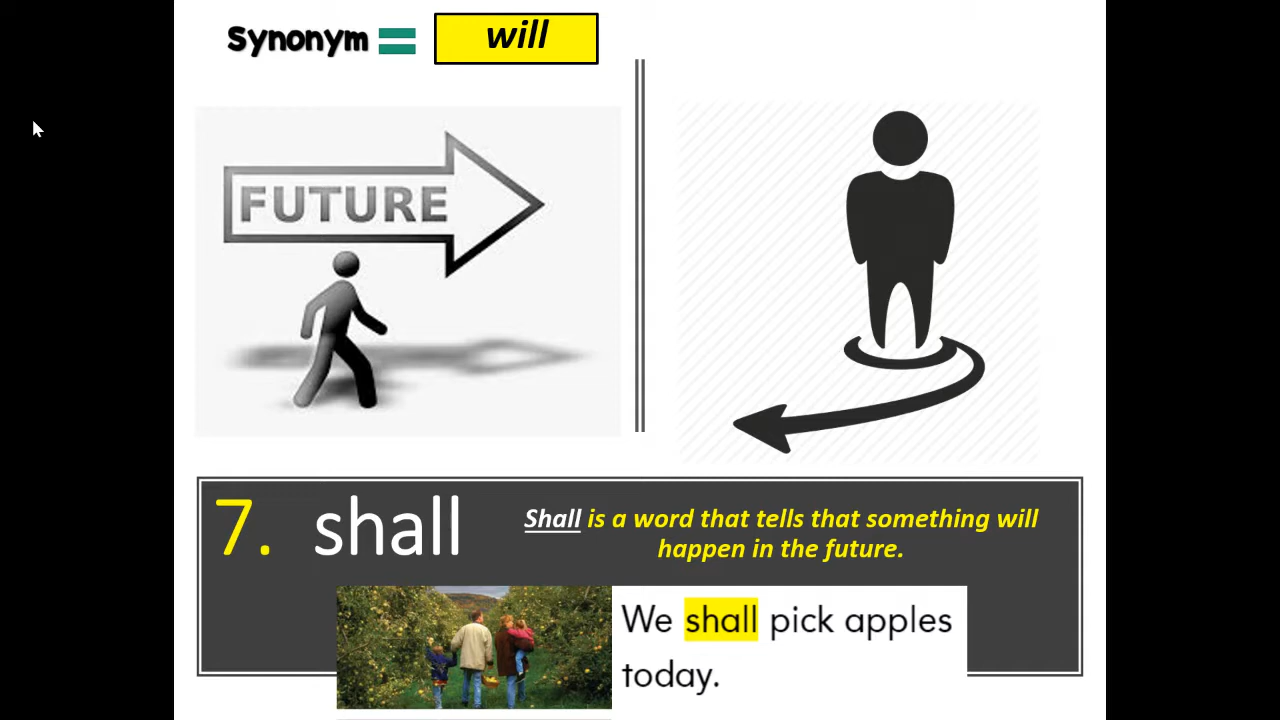 Synonym = will
FUTURE
7. shall
Shall is a word that tells that something will
happen in the future.
We shall pick apples
today.